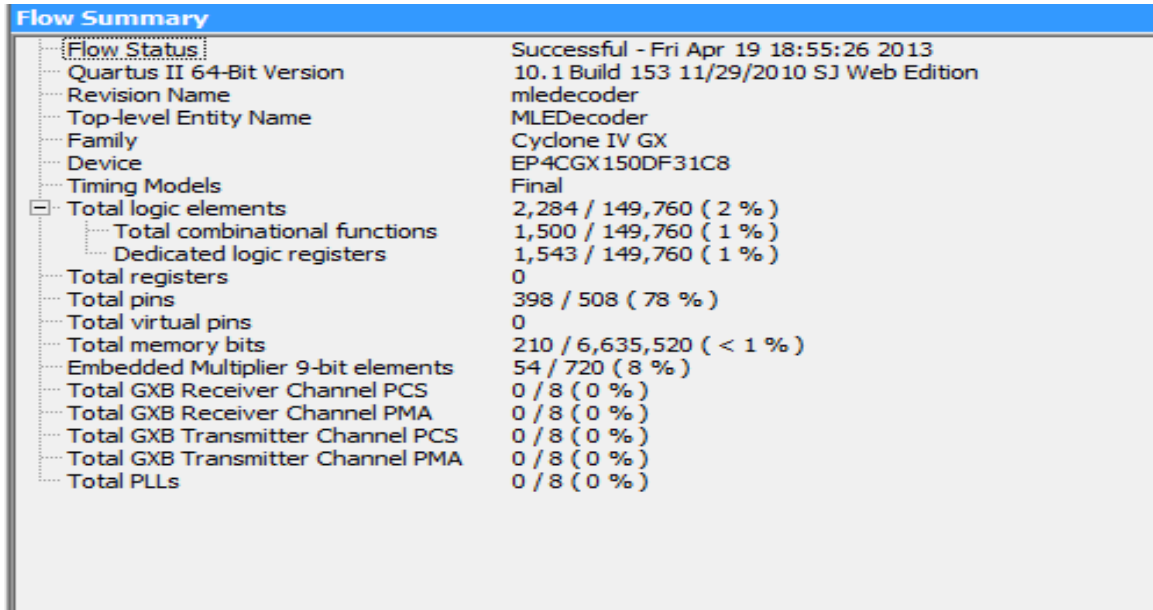 Flow Summary
Flow Status Successful - Fri Apr 19 18:55:26 2013
Quartus II 64-Bit Version 10.1 Build 153 11/29/2010 SJ Web Edition
Revision Name mledecoder
Top-level Entity Name MLEDecoder
Family Cyclone IV GX
Device EP4CGX150DF31C8
Timing Models Final
Total logic elements 2,284 / 149,760 ( 2 % )
Total combinational functions 1,500 / 149,760 ( 1 % )
Dedicated logic registers 1,543 / 149,760 ( 1 % )
Total registers 0
Total pins 398 / 508 ( 78 % )
Total virtual pins 0
Total memory bits 210 / 6,635,520 ( < 1 % )
Embedded Multiplier 9-bit elements 54 / 720 ( 8 % )
Total GXB Receiver Channel PCS 0 / 8 ( 0 % )
Total GXB Receiver Channel PMA 0 / 8 ( 0 % )
Total GXB Transmitter Channel PCS 0 / 8 ( 0 % )
Total GXB Transmitter Channel PMA 0 / 8 ( 0 % )
Total PLLs 0 / 8 ( 0 % )